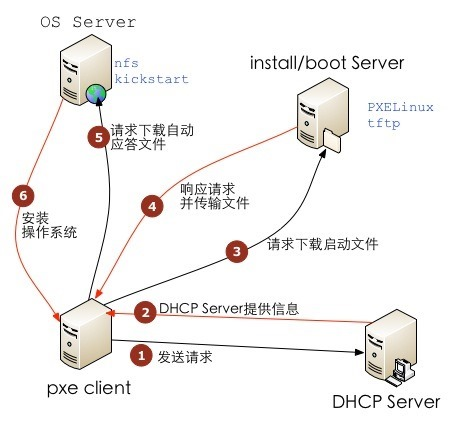 OS Server
nfs
kickstart
install/boot Server
PXELinux
tftp
5
请求下载自动
应答文件
6
安装
操作系统
4
响应请求
并传输文件
3
请求下载启动文件
2
DHCP Server提供信息
1
发送请求
pxe client
DHCP Server